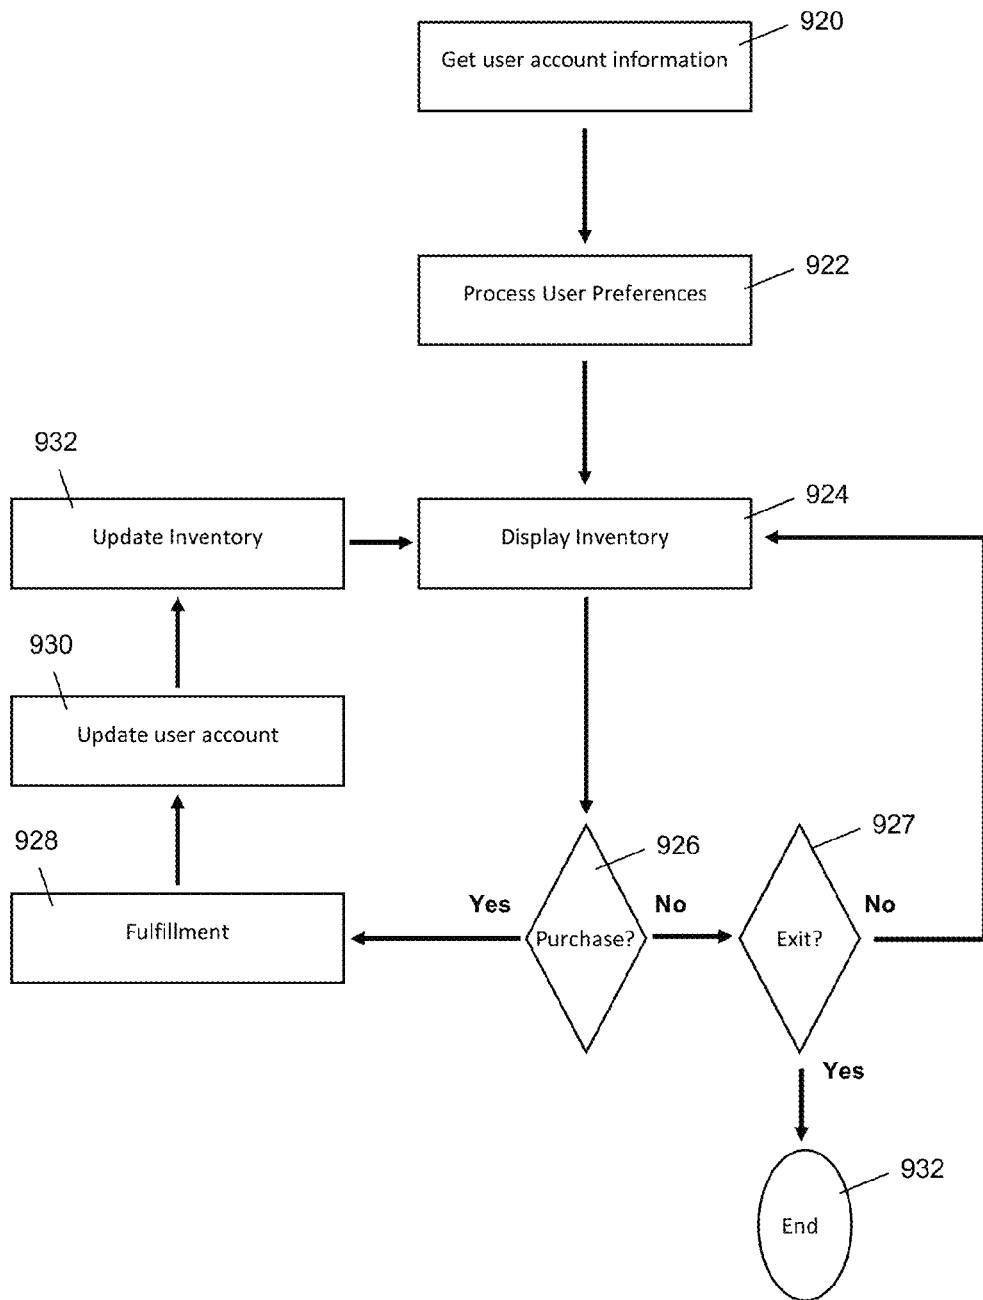 920
Get user account information
922
Process User Preferences
932
924
Update Inventory
Display Inventory
930
Update user account
928
926
927
Yes
No
No
Fulfillment
Purchase?
Exit?
Yes
932
End